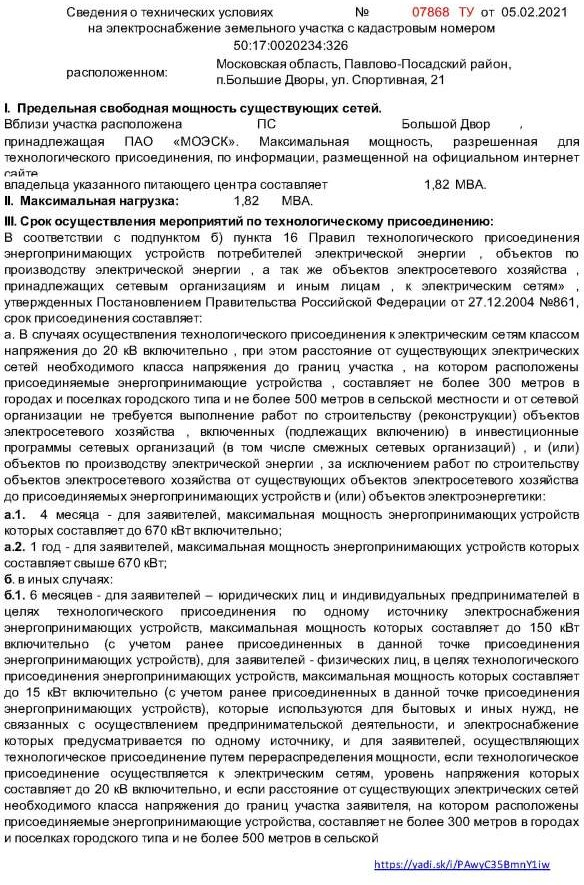 Сведения о технических условиях № 07868 ТУ от 05.02.2021
на электроснабжение земельного участка с кадастровым номером
50:17:0020234:326
расположенном: Московская область, Павлово-Посадский район,
п.Большие Дворы, ул. Спортивная, 21
I. Предельная свободная мощность существующих сетей.
Вблизи участка расположена ПС Большой Двор ,
принадлежащая ПАО «МОЭСК». Максимальная мощность, разрешенная для
технологического присоединения, по информации, размещенной на официальном интернет
сайте
владельца указанного питающего центра составляет 1,82 МВА.
II. Максимальная нагрузка: 1,82 МВА.
III. Срок осуществления мероприятий по технологическому присоединению:
В соответствии с подпунктом б) пункта 16 Правил технологического присоединения
энергопринимающих устройств потребителей электрической энергии , объектов по
производству электрической энергии , а так же объектов электросетевого хозяйства ,
принадлежащих сетевым организациям и иным лицам , к электрическим сетям» ,
утвержденных Постановлением Правительства Российской Федерации от 27.12.2004 №861,
срок присоединения составляет:
а. В случаях осуществления технологического присоединения к электрическим сетям классом
напряжения до 20 кВ включительно , при этом расстояние от существующих электрических
сетей необходимого класса напряжения до границ участка , на котором расположены
присоединяемые энергопринимающие устройства , составляет не более 300 метров в
городах и поселках городского типа и не более 500 метров в сельской местности и от сетевой
организации не требуется выполнение работ по строительству (реконструкции) объектов
электросетевого хозяйства , включенных (подлежащих включению) в инвестиционные
программы сетевых организаций (в том числе смежных сетевых организаций) , и (или)
объектов по производству электрической энергии , за исключением работ по строительству
объектов электросетевого хозяйства от существующих объектов электросетевого хозяйства
до присоединяемых энергопринимающих устройств и (или) объектов электроэнергетики:
а.1. 4 месяца - для заявителей, максимальная мощность энергопринимающих устройств
которых составляет до 670 кВт включительно;
а.2. 1 год - для заявителей, максимальная мощность энергопринимающих устройств которых
составляет свыше 670 кВт;
б. в иных случаях:
б.1. 6 месяцев - для заявителей – юридических лиц и индивидуальных предпринимателей в
целях технологического присоединения по одному источнику электроснабжения
энергопринимающих устройств, максимальная мощность которых составляет до 150 кВт
включительно (с учетом ранее присоединенных в данной точке присоединения
энергопринимающих устройств), для заявителей - физических лиц, в целях технологического
присоединения энергопринимающих устройств, максимальная мощность которых составляет
до 15 кВт включительно (с учетом ранее присоединенных в данной точке присоединения
энергопринимающих устройств), которые используются для бытовых и иных нужд, не
связанных с осуществлением предпринимательской деятельности, и электроснабжение
которых предусматривается по одному источнику, и для заявителей, осуществляющих
технологическое присоединение путем перераспределения мощности, если технологическое
присоединение осуществляется к электрическим сетям, уровень напряжения которых
составляет до 20 кВ включительно, и если расстояние от существующих электрических сетей
необходимого класса напряжения до границ участка заявителя, на котором расположены
присоединяемые энергопринимающие устройства, составляет не более 300 метров в городах
и поселках городского типа и не более 500 метров в сельской
https://yadi.sk/i/PAwyC35BmnY1iw